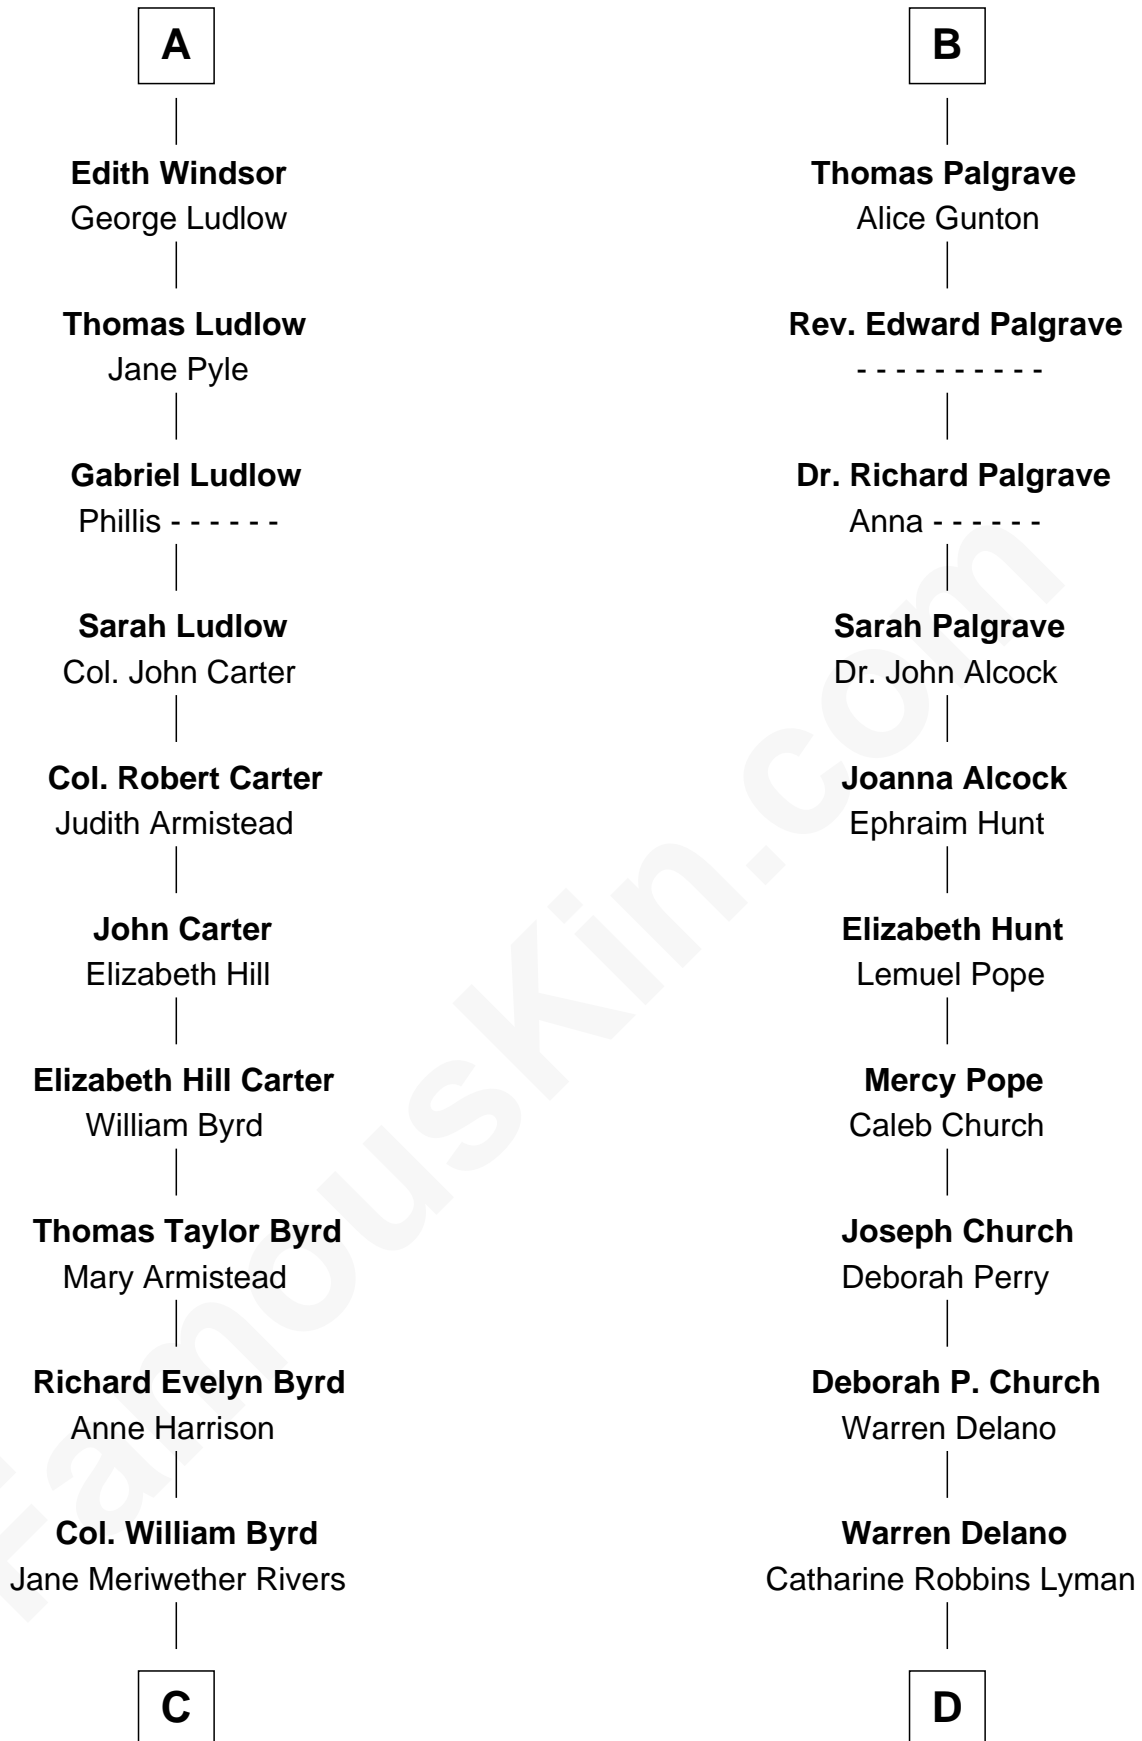 A
Edith Windsor
George Ludlow
Thomas Ludlow
Jane Pyle
Gabriel Ludlow
Phillis - - - - - -
Sarah Ludlow
Col. John Carter
Col. Robert Carter
Judith Armistead
John Carter
Elizabeth Hill
Elizabeth Hill Carter
William Byrd
Thomas Taylor Byrd
Mary Armistead
Richard Evelyn Byrd
Anne Harrison
Col. William Byrd
Jane Meriwether Rivers
C
B
Thomas Palgrave
Alice Gunton
Rev. Edward Palgrave
- - - - - - - - - -
Dr. Richard Palgrave
Anna - - - - - -
Sarah Palgrave
Dr. John Alcock
Joanna Alcock
Ephraim Hunt
Elizabeth Hunt
Lemuel Pope
Mercy Pope
Caleb Church
Joseph Church
Deborah Perry
Deborah P. Church
Warren Delano
Warren Delano
Catharine Robbins Lyman
D
FamousKin.com